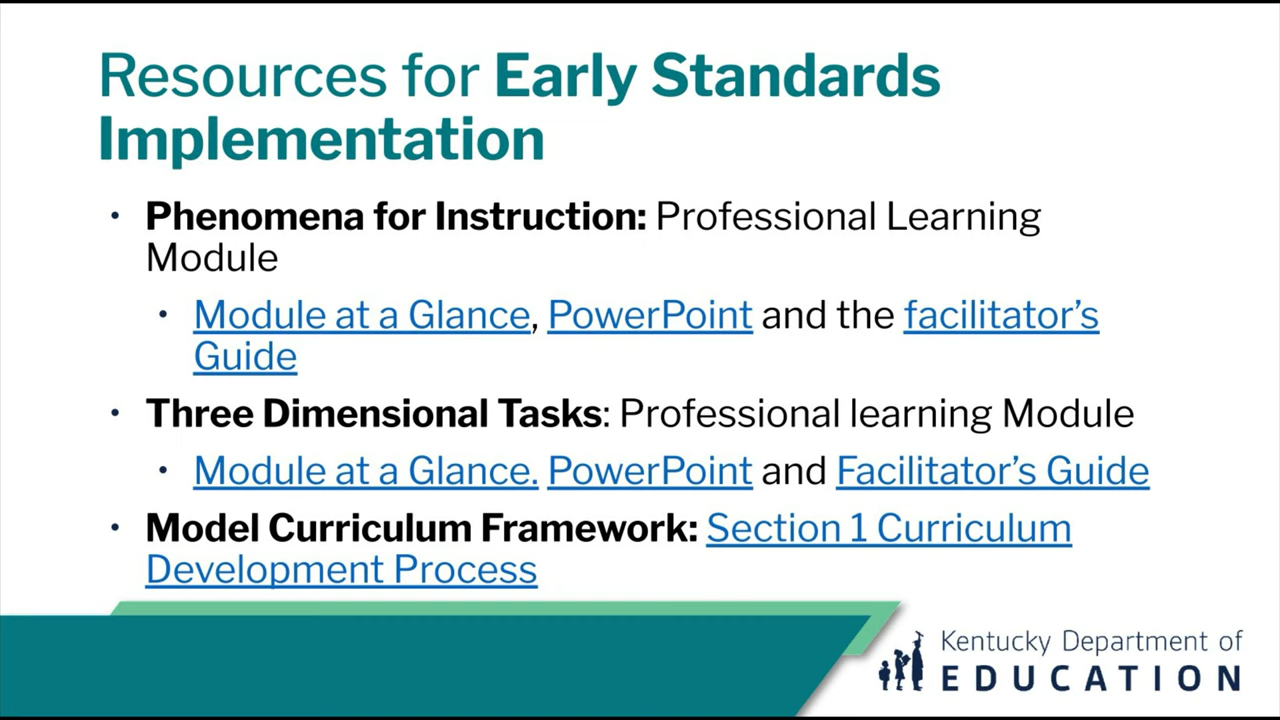 Resources for Early Standards
Implementation
• Phenomena for Instruction: Professional Learning
Module
• Module at a Glance, PowerPoint and the facilitator’s
Guide
• Three Dimensional Tasks: Professional learning Module
• Module at a Glance. PowerPoint and Facilitator’s Guide
• Model Curriculum Framework: Section 1 Curriculum
Development Process
Kentucky Department of
EDUCATION